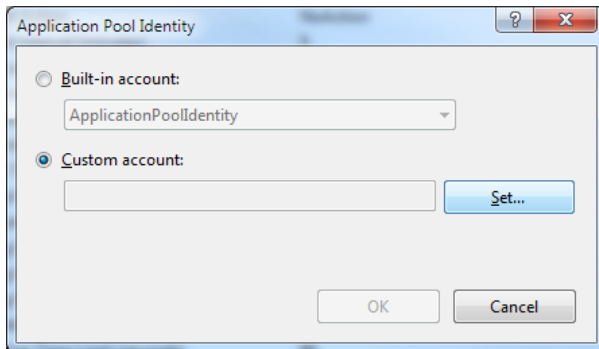 Application Pool Identity
Built-in account:
ApplicationPoolIdentity
Custom account:
Set...
OK
Cancel